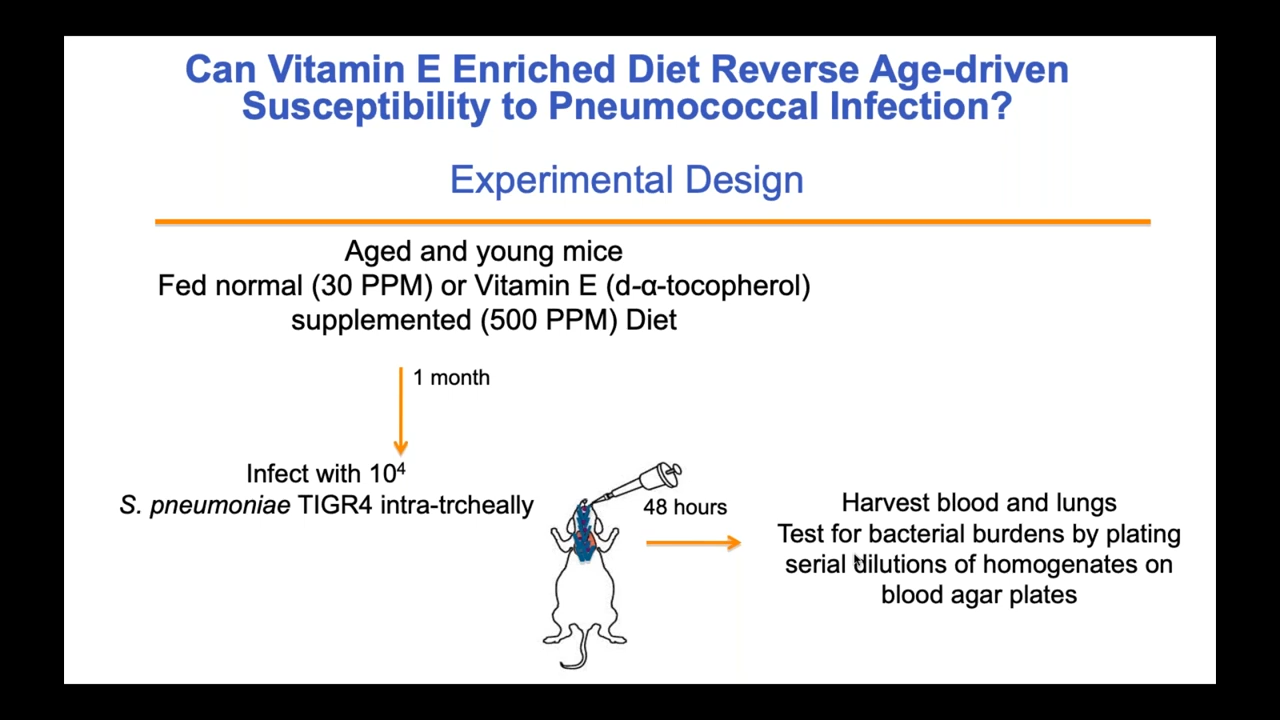 Can Vitamin E Enriched Diet Reverse Age-driven
Susceptibility to Pneumococcal Infection?
Experimental Design
Aged and young mice
Fed normal (30 PPM) or Vitamin E (d-α-tocopherol)
supplemented (500 PPM) Diet
1 month
Infect with 10⁴
S. pneumoniae TIGR4 intra-trcheally
48 hours
Harvest blood and lungs
Test for bacterial burdens by plating
serial dilutions of homogenates on
blood agar plates